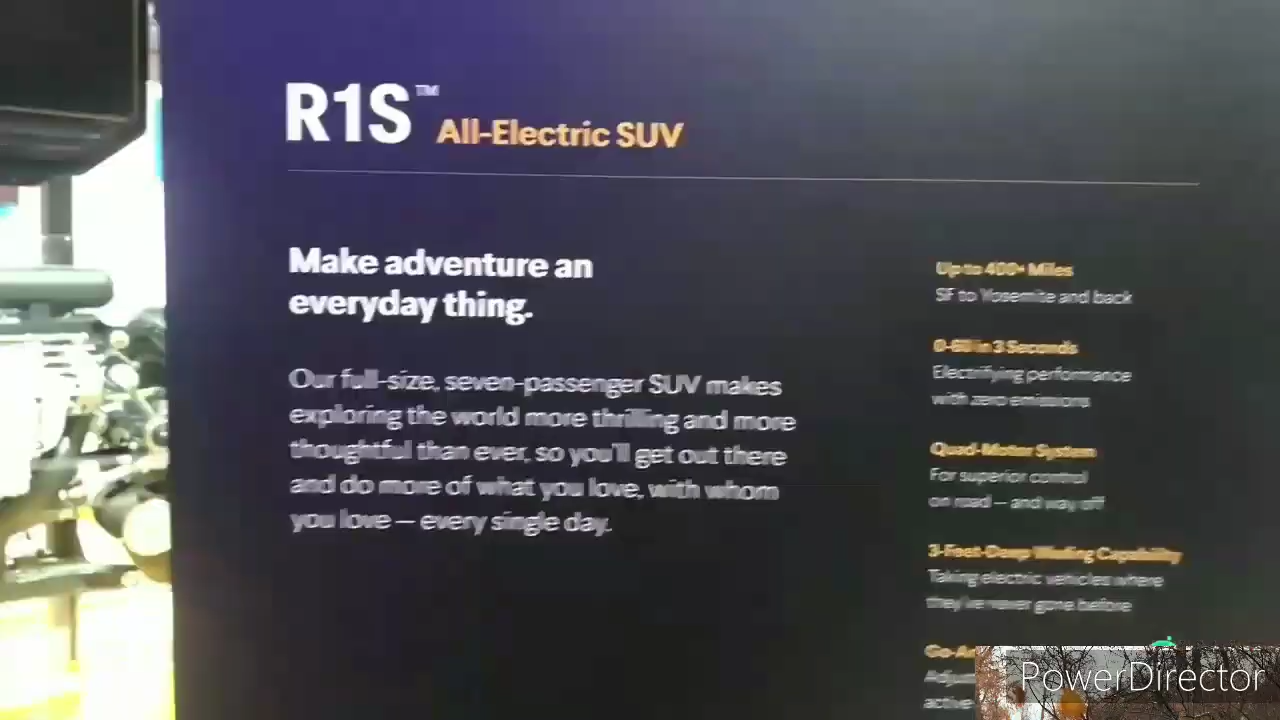 R1S™ All-Electric SUV
Make adventure an
everyday thing.
Our full-size, seven-passenger SUV makes
exploring the world more thrilling and more
thoughtful than ever, so you'll get out there
and do more of what you love, with whom
you love – every single day.
Up to 400+ Miles
SF to Yosemite and back
0-60 in 3 Seconds
Electrifying performance
with zero emissions
Quad-Motor System
For superior control
on road – and way off
3-Feet-Deep Wading Capability
Taking electric vehicles where
they've never gone before
active
PowerDirector